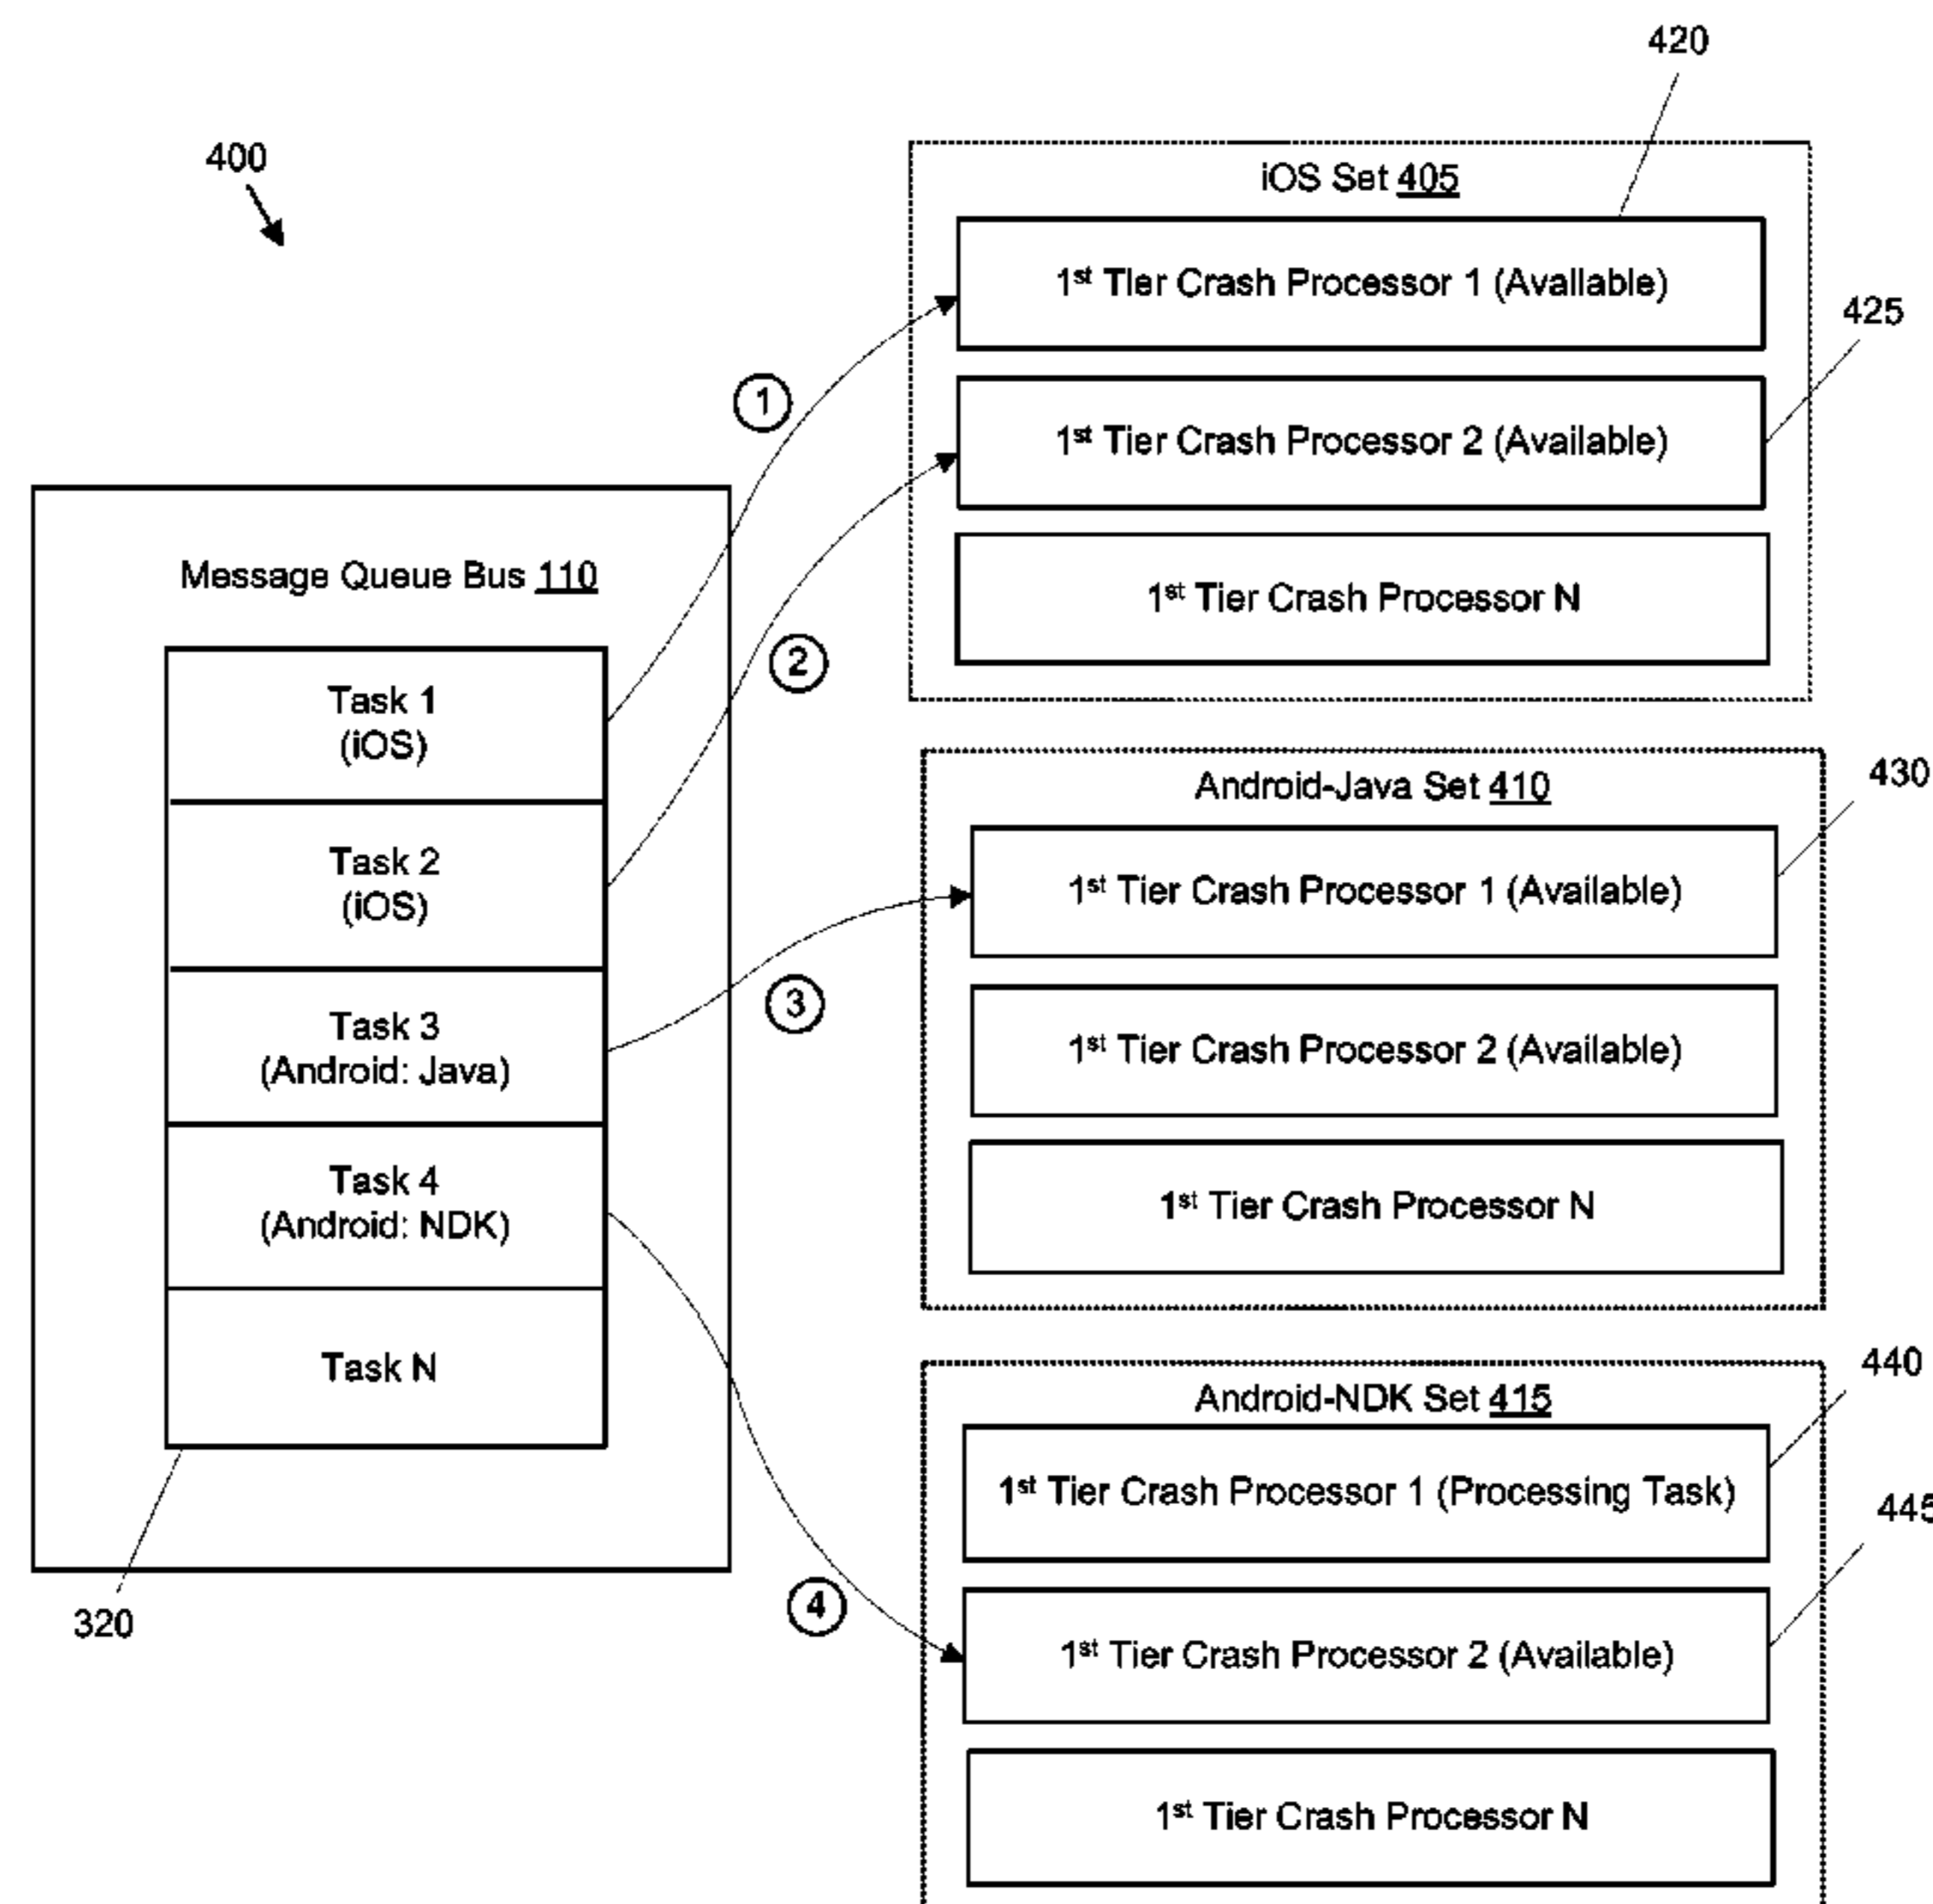 420
400
iOS Set 405
1st Tier Crash Processor 1 (Available)
425
1st Tier Crash Processor 2 (Available)
1
Message Queue Bus 110
1st Tier Crash Processor N
2
Task 1
(iOS)
Android-Java Set 410
430
Task 2
(iOS)
1st Tier Crash Processor 1 (Available)
3
Task 3
(Android: Java)
1st Tier Crash Processor 2 (Available)
Task 4
(Android: NDK)
1st Tier Crash Processor N
Task N
440
Android-NDK Set 415
1st Tier Crash Processor 1 (Processing Task)
445
320
4
1st Tier Crash Processor 2 (Available)
1st Tier Crash Processor N